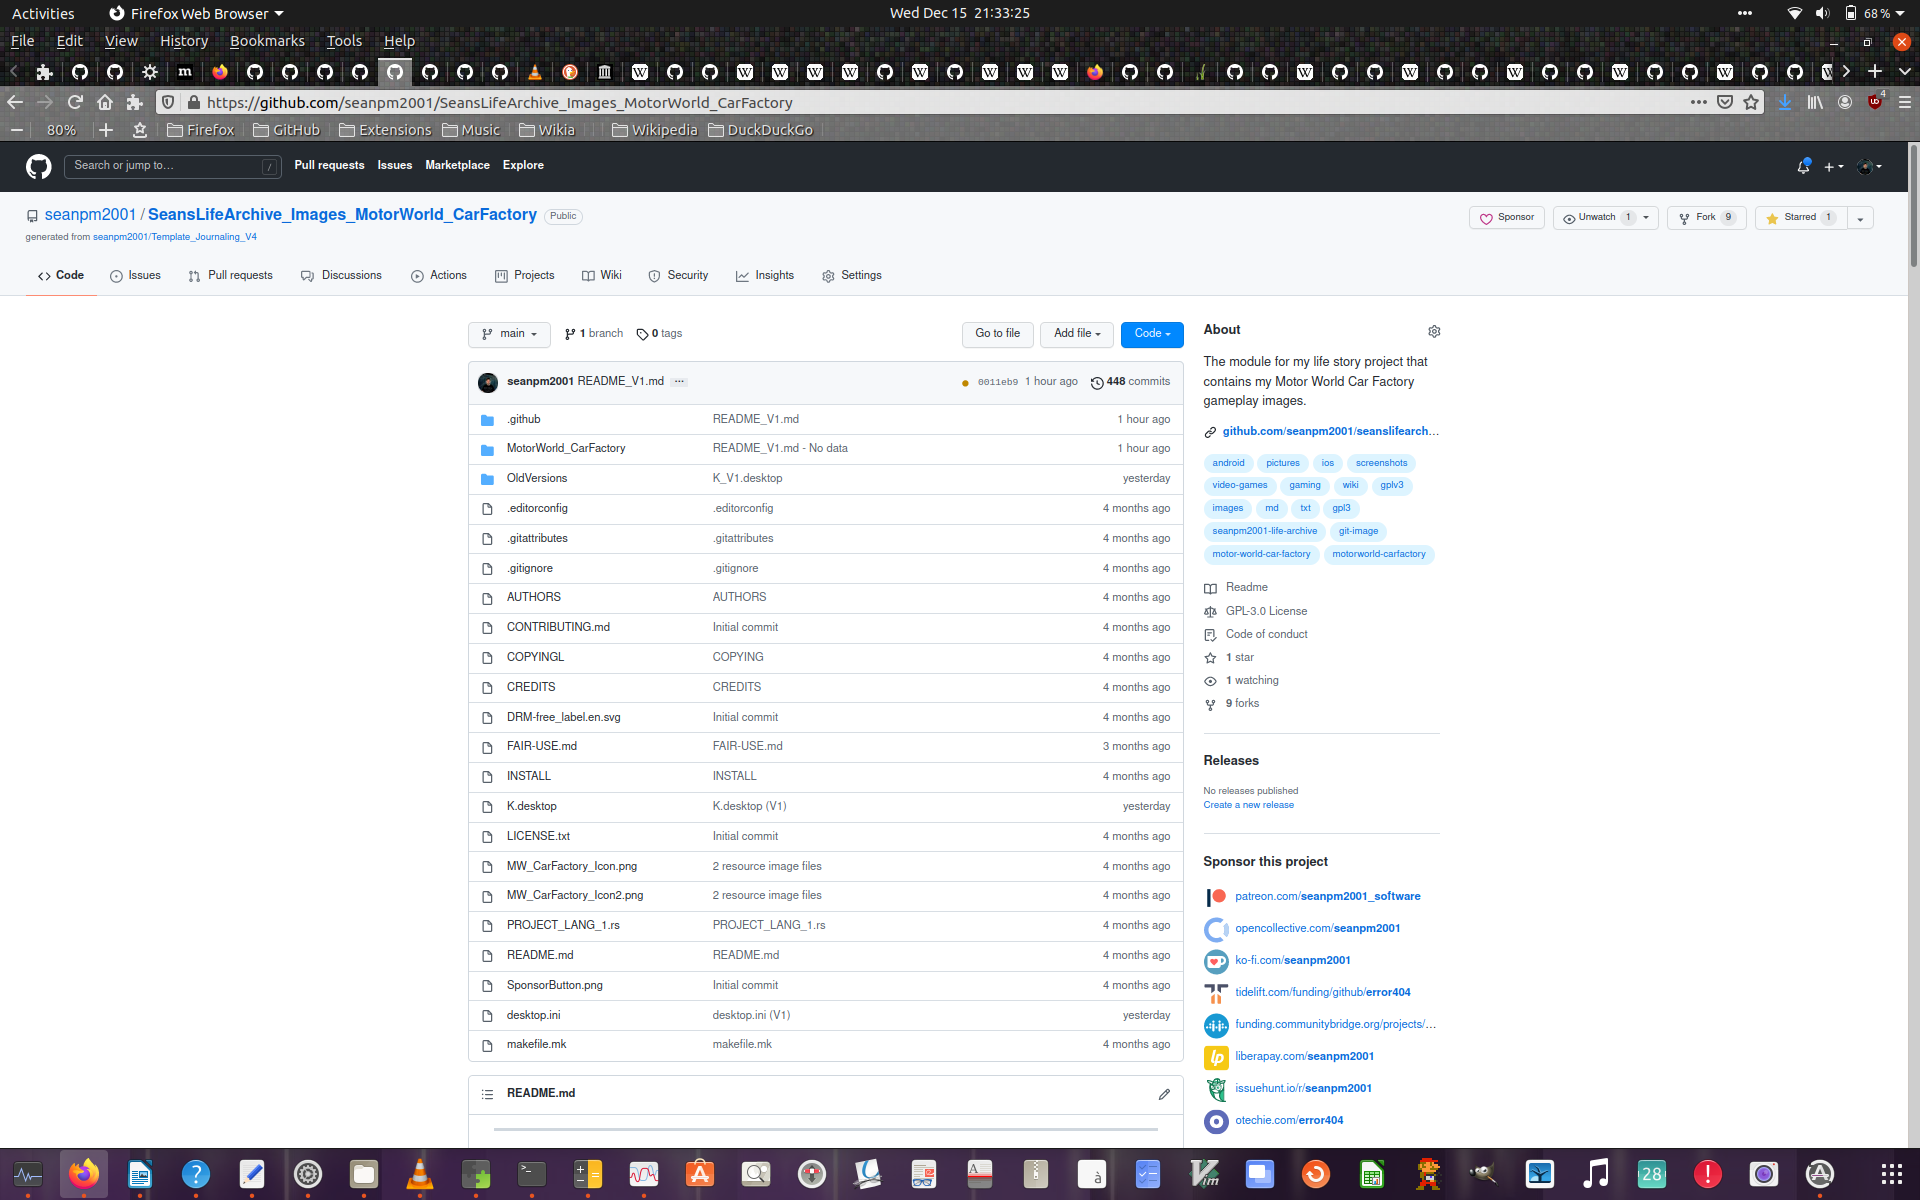 Activities
Firefox Web Browser
Wed Dec 15 21:33:25
68 %
File Edit View History Bookmarks Tools Help
https://github.com/seanpm2001/SeansLifeArchive_Images_MotorWorld_CarFactory
4
80% Firefox GitHub Extensions Music Wikia Wikipedia DuckDuckGo
Search or jump to… / Pull requests Issues Marketplace Explore
seanpm2001 / SeansLifeArchive_Images_MotorWorld_CarFactory Public
Sponsor Unwatch 1 Fork 9 Starred 1
generated from seanpm2001/Template_Journaling_V4
Code Issues Pull requests Discussions Actions Projects Wiki Security Insights Settings
main 1 branch 0 tags Go to file Add file Code
seanpm2001 README_V1.md ... 0011eb9 1 hour ago 448 commits
.github README_V1.md 1 hour ago
MotorWorld_CarFactory README_V1.md - No data 1 hour ago
OldVersions K_V1.desktop yesterday
.editorconfig .editorconfig 4 months ago
.gitattributes .gitattributes 4 months ago
.gitignore .gitignore 4 months ago
AUTHORS AUTHORS 4 months ago
CONTRIBUTING.md Initial commit 4 months ago
COPYINGL COPYING 4 months ago
CREDITS CREDITS 4 months ago
DRM-free_label.en.svg Initial commit 4 months ago
FAIR-USE.md FAIR-USE.md 3 months ago
INSTALL INSTALL 4 months ago
K.desktop K.desktop (V1) yesterday
LICENSE.txt Initial commit 4 months ago
MW_CarFactory_Icon.png 2 resource image files 4 months ago
MW_CarFactory_Icon2.png 2 resource image files 4 months ago
PROJECT_LANG_1.rs PROJECT_LANG_1.rs 4 months ago
README.md README.md 4 months ago
SponsorButton.png Initial commit 4 months ago
desktop.ini desktop.ini (V1) yesterday
makefile.mk makefile.mk 4 months ago
README.md
About
The module for my life story project that
contains my Motor World Car Factory
gameplay images.
github.com/seanpm2001/seanslifearch…
android pictures ios screenshots
video-games gaming wiki gplv3
images md txt gpl3
seanpm2001-life-archive git-image
motor-world-car-factory motorworld-carfactory
Readme
GPL-3.0 License
Code of conduct
1 star
1 watching
9 forks
Releases
No releases published
Create a new release
Sponsor this project
patreon.com/seanpm2001_software
opencollective.com/seanpm2001
ko-fi.com/seanpm2001
tidelift.com/funding/github/error404
funding.communitybridge.org/projects/…
liberapay.com/seanpm2001
issuehunt.io/r/seanpm2001
otechie.com/error404
28